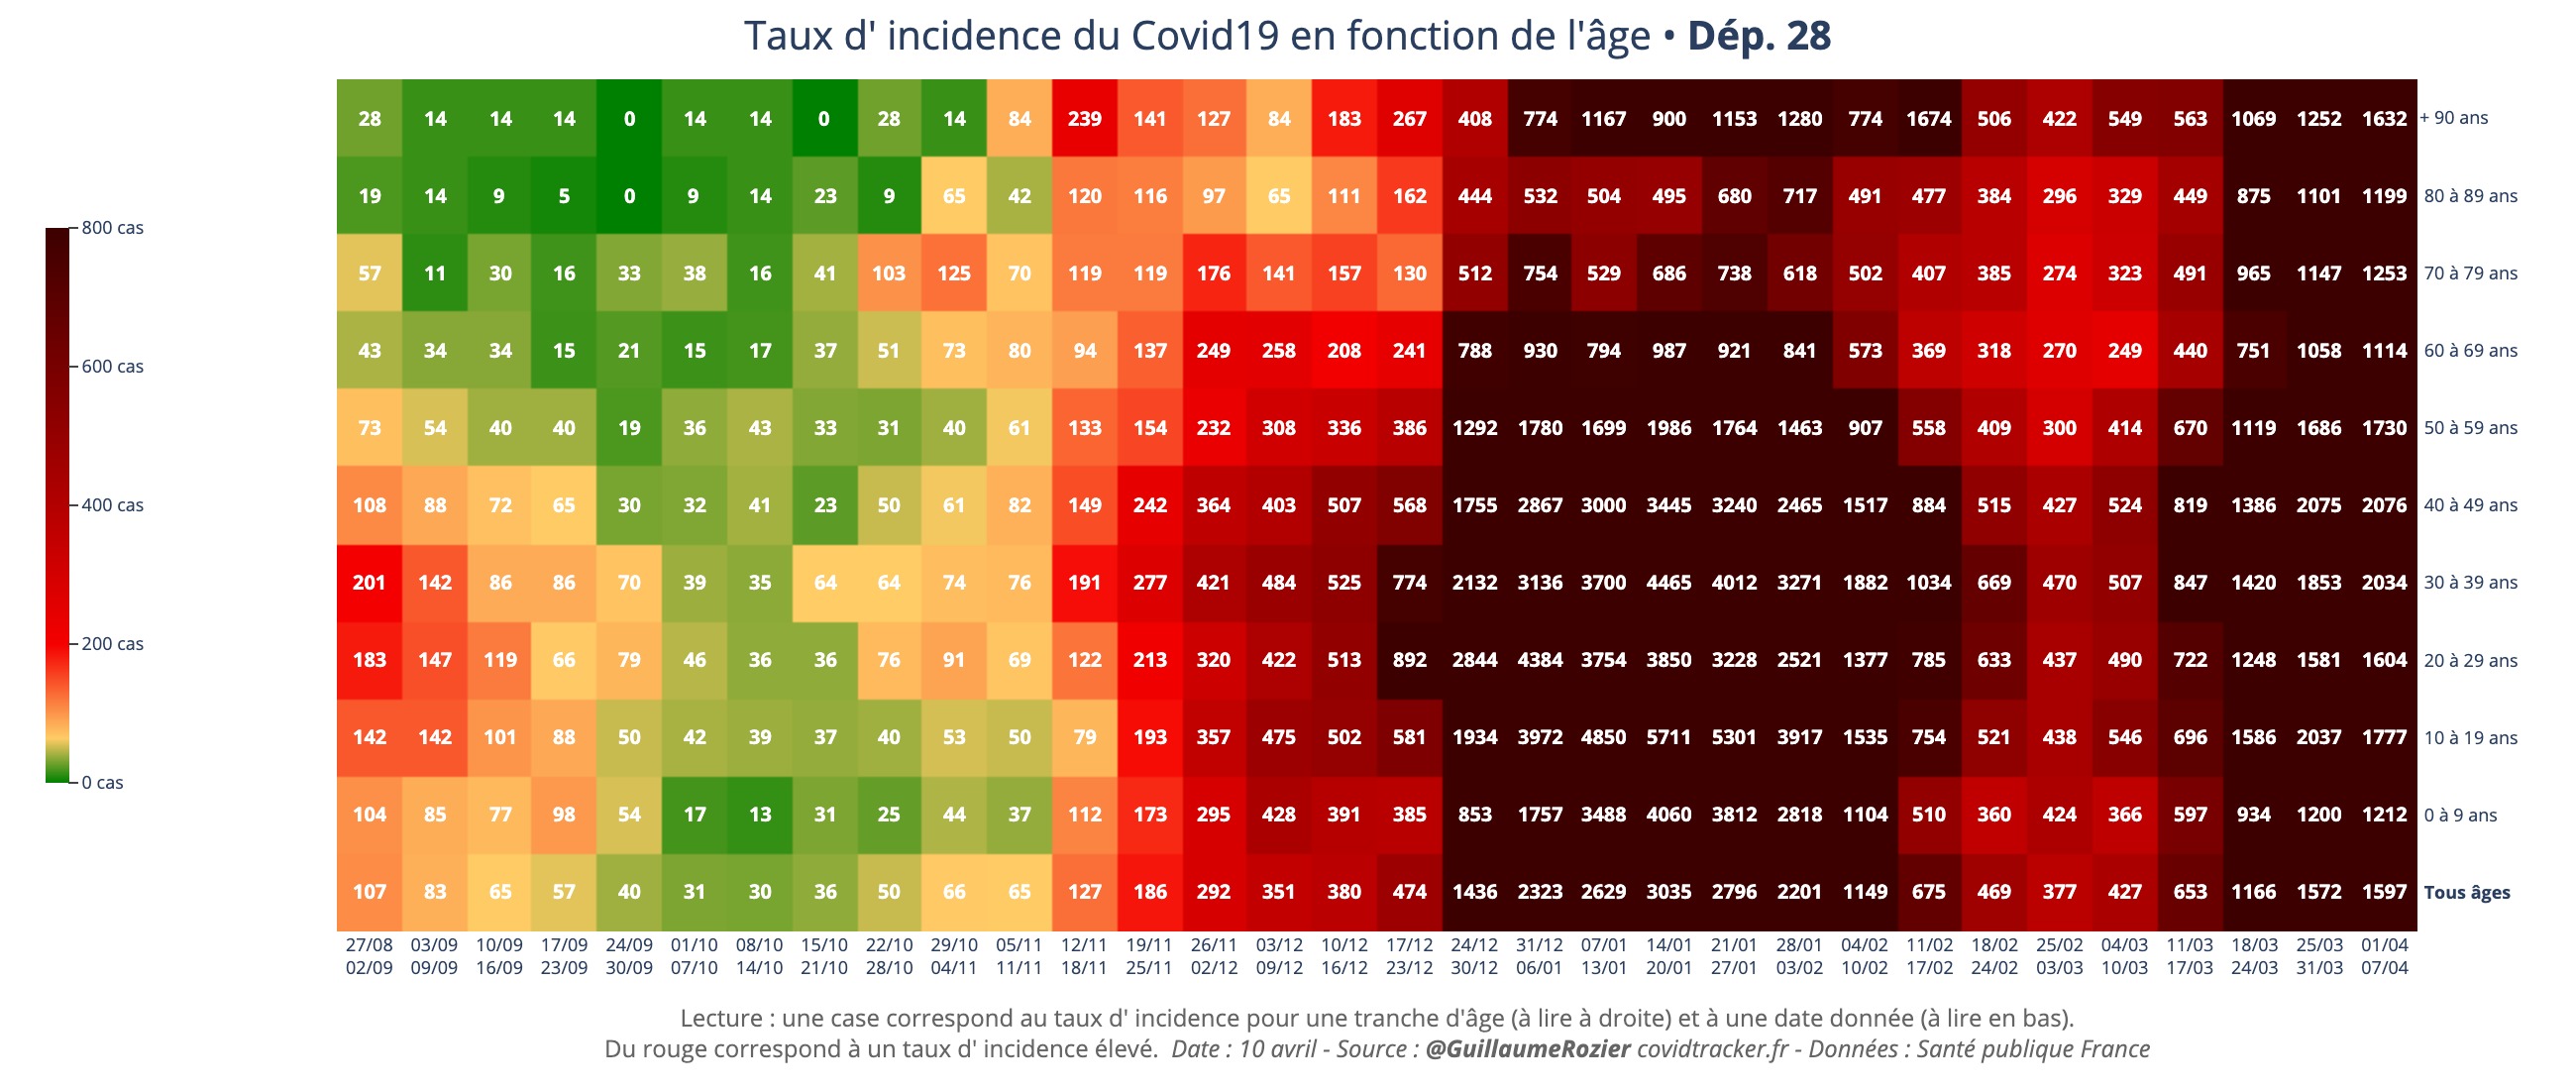 Taux d' incidence du Covid19 en fonction de l'âge • Dép. 28
800 cas
600 cas
400 cas
200 cas
0 cas
28 14 14 14 0 14 14 0 28 14 84 239 141 127 84 183 267 408 774 1167 900 1153 1280 774 1674 506 422 549 563 1069 1252 1632 + 90 ans
19 14 9 5 0 9 14 23 9 65 42 120 116 97 65 111 162 444 532 504 495 680 717 491 477 384 296 329 449 875 1101 1199 80 à 89 ans
57 11 30 16 33 38 16 41 103 125 70 119 119 176 141 157 130 512 754 529 686 738 618 502 407 385 274 323 491 965 1147 1253 70 à 79 ans
43 34 34 15 21 15 17 37 51 73 80 94 137 249 258 208 241 788 930 794 987 921 841 573 369 318 270 249 440 751 1058 1114 60 à 69 ans
73 54 40 40 19 36 43 33 31 40 61 133 154 232 308 336 386 1292 1780 1699 1986 1764 1463 907 558 409 300 414 670 1119 1686 1730 50 à 59 ans
108 88 72 65 30 32 41 23 50 61 82 149 242 364 403 507 568 1755 2867 3000 3445 3240 2465 1517 884 515 427 524 819 1386 2075 2076 40 à 49 ans
201 142 86 86 70 39 35 64 64 74 76 191 277 421 484 525 774 2132 3136 3700 4465 4012 3271 1882 1034 669 470 507 847 1420 1853 2034 30 à 39 ans
183 147 119 66 79 46 36 36 76 91 69 122 213 320 422 513 892 2844 4384 3754 3850 3228 2521 1377 785 633 437 490 722 1248 1581 1604 20 à 29 ans
142 142 101 88 50 42 39 37 40 53 50 79 193 357 475 502 581 1934 3972 4850 5711 5301 3917 1535 754 521 438 546 696 1586 2037 1777 10 à 19 ans
104 85 77 98 54 17 13 31 25 44 37 112 173 295 428 391 385 853 1757 3488 4060 3812 2818 1104 510 360 424 366 597 934 1200 1212 0 à 9 ans
107 83 65 57 40 31 30 36 50 66 65 127 186 292 351 380 474 1436 2323 2629 3035 2796 2201 1149 675 469 377 427 653 1166 1572 1597 Tous âges
27/08 03/09 10/09 17/09 24/09 01/10 08/10 15/10 22/10 29/10 05/11 12/11 19/11 26/11 03/12 10/12 17/12 24/12 31/12 07/01 14/01 21/01 28/01 04/02 11/02 18/02 25/02 04/03 11/03 18/03 25/03 01/04
02/09 09/09 16/09 23/09 30/09 07/10 14/10 21/10 28/10 04/11 11/11 18/11 25/11 02/12 09/12 16/12 23/12 30/12 06/01 13/01 20/01 27/01 03/02 10/02 17/02 24/02 03/03 10/03 17/03 24/03 31/03 07/04
Lecture : une case correspond au taux d' incidence pour une tranche d'âge (à lire à droite) et à une date donnée (à lire en bas).
Du rouge correspond à un taux d' incidence élevé. Date : 10 avril - Source : @GuillaumeRozier covidtracker.fr - Données : Santé publique France